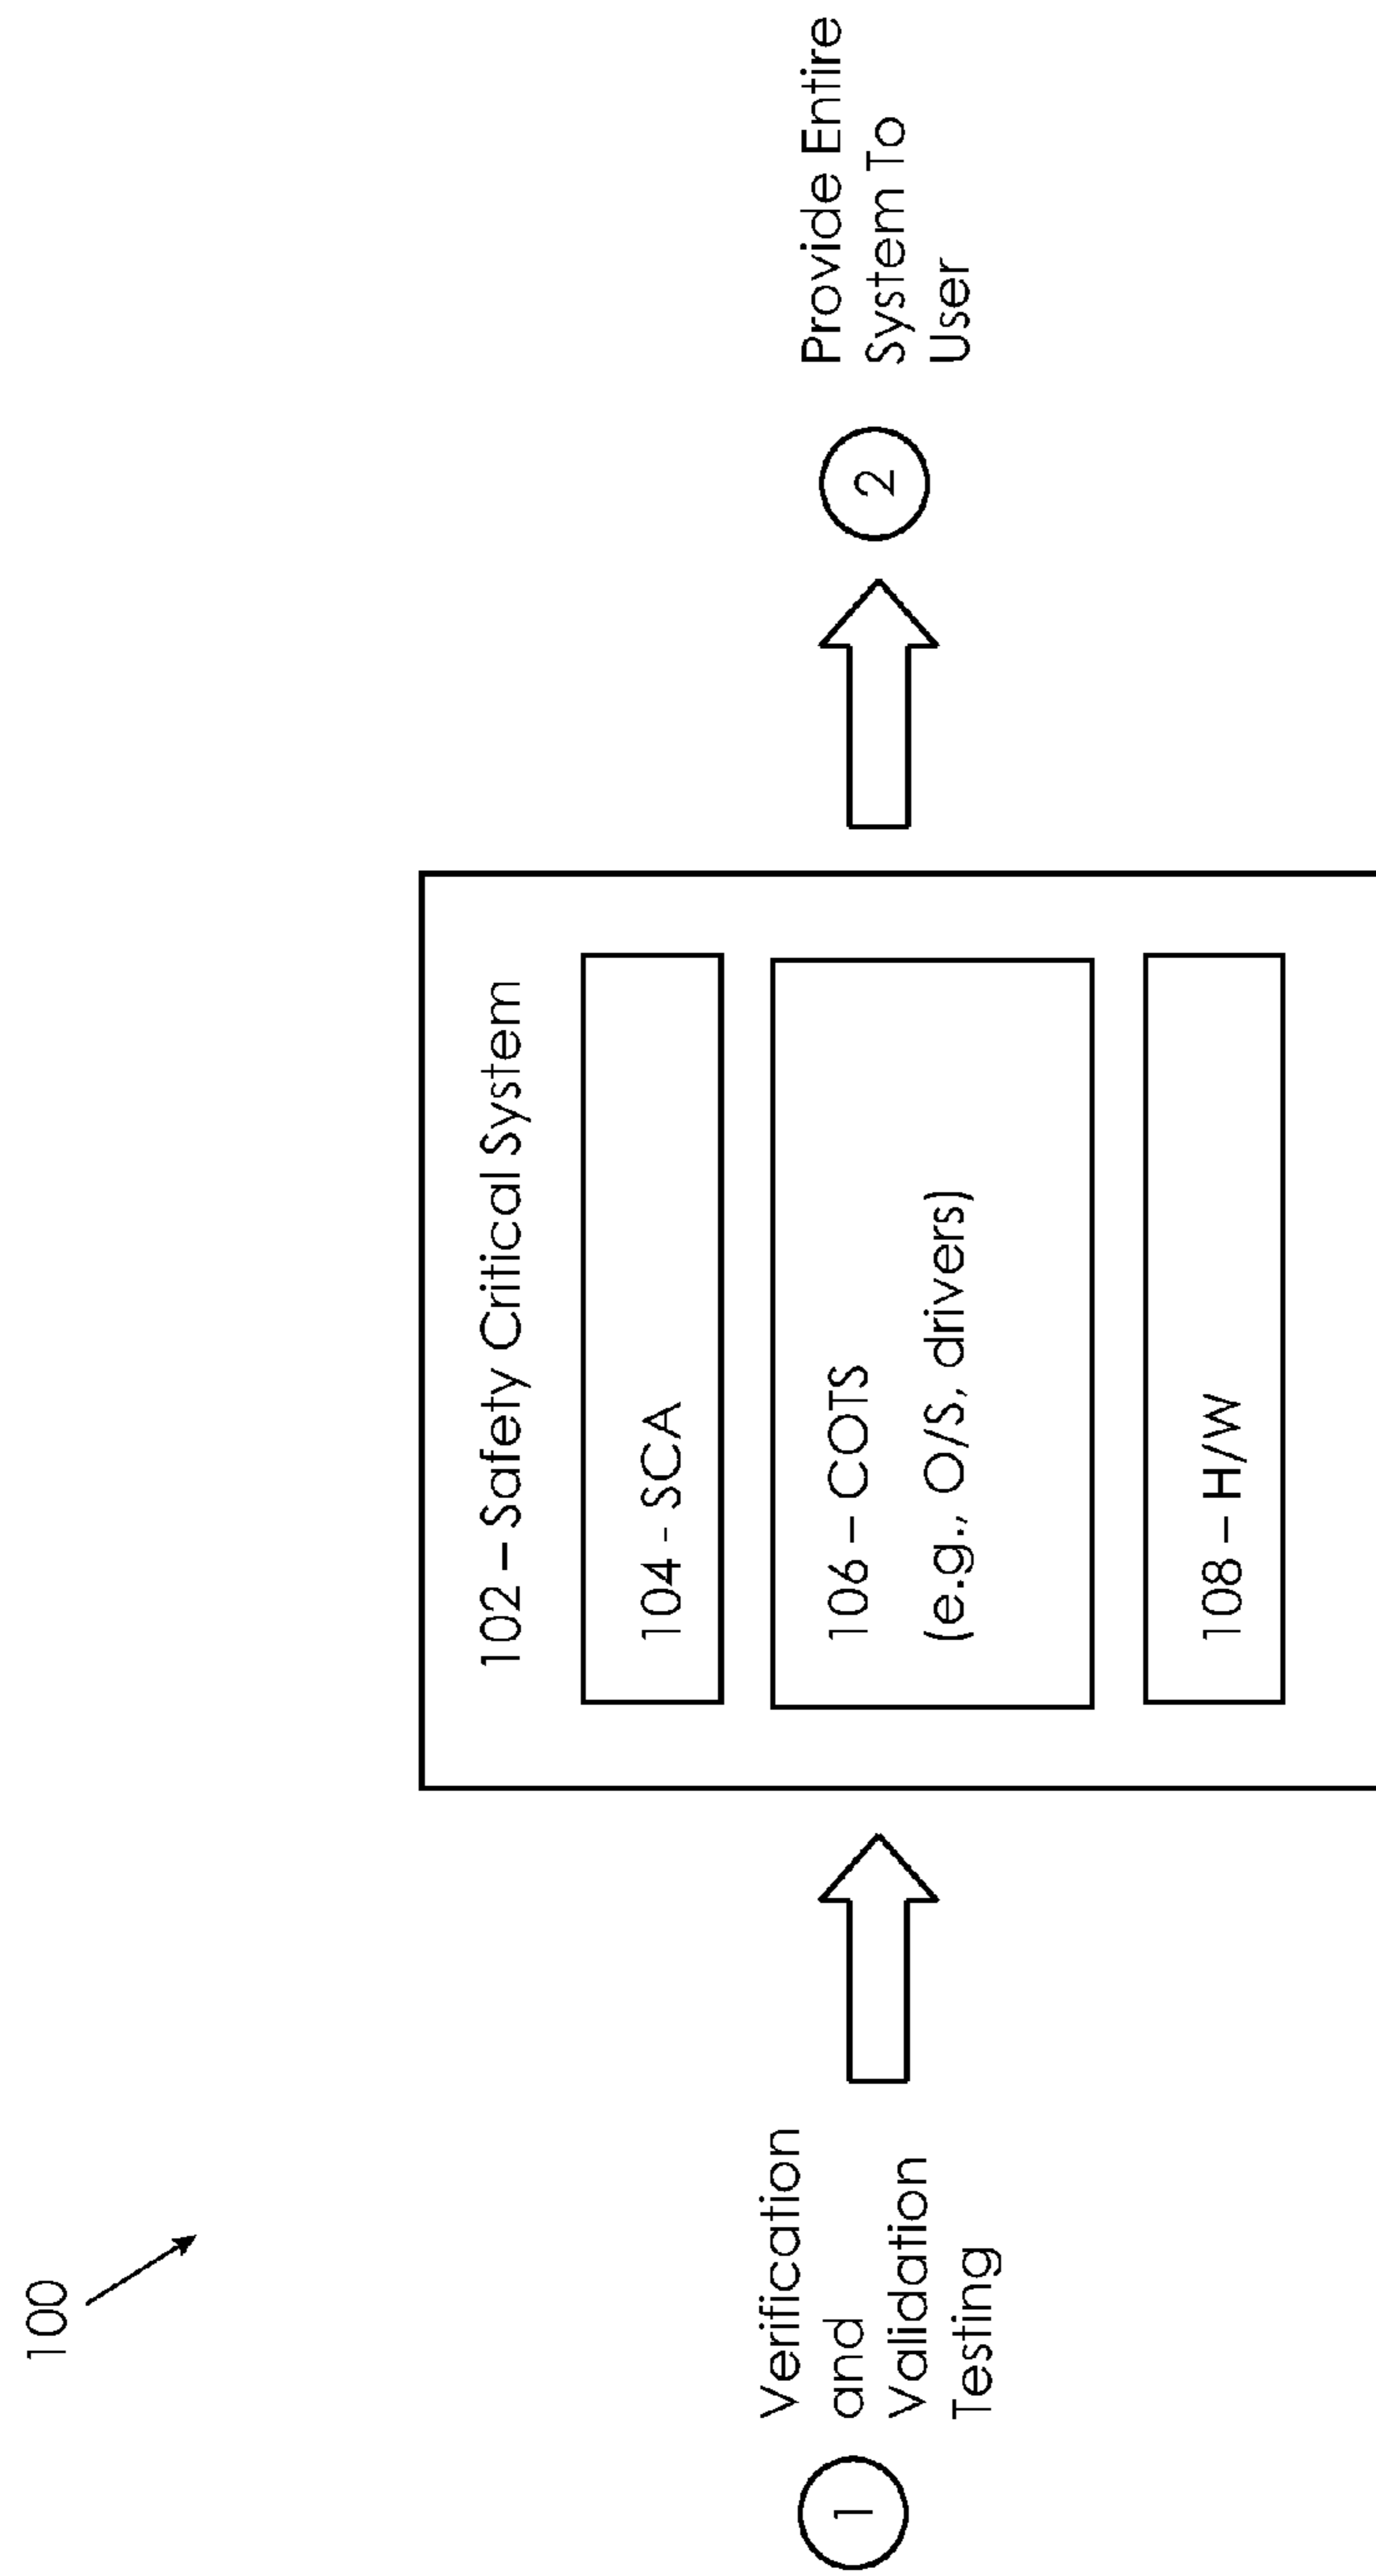 100
1
Verification
and
Validation
Testing
102 – Safety Critical System
104 - SCA
106 – COTS
(e.g., O/S, drivers)
108 – H/W
2
Provide Entire
System To
User